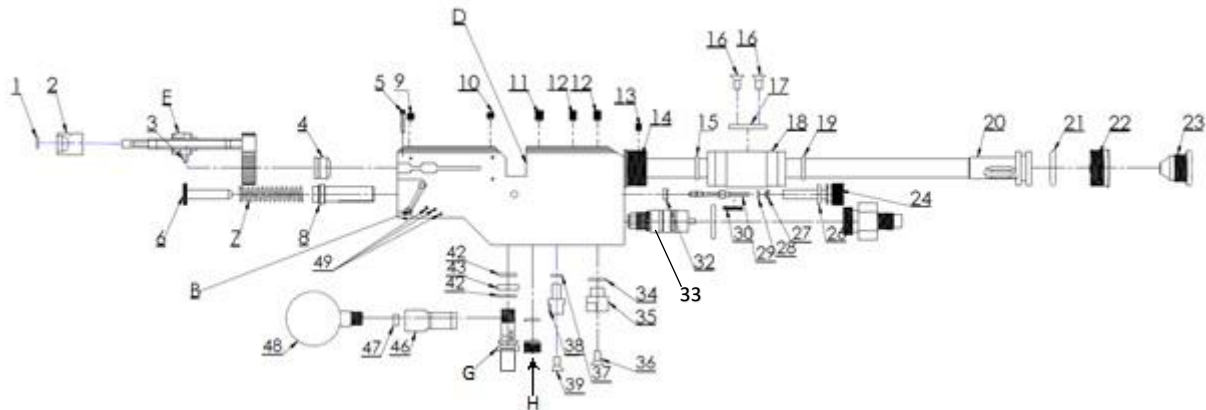 D
16 16
1 2 E 3 4 5 9 10 11 12 12 13 14 15 17 18 19 20 21 22 23
6 7 8 24
B 49 42 43 42 33 32 30 29 28 27 26 34 35
48 47 46 G 38 37 36
39
H